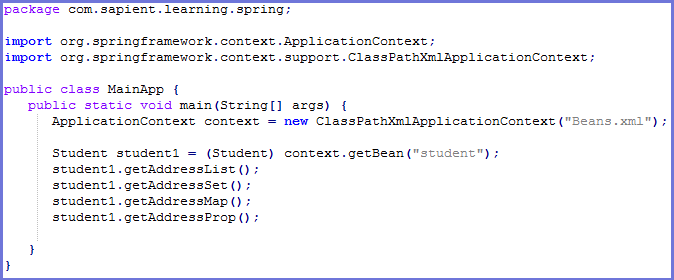 package com.sapient.learning.spring;

import org.springframework.context.ApplicationContext;
import org.springframework.context.support.ClassPathXmlApplicationContext;

public class MainApp {
   public static void main(String[] args) {
      ApplicationContext context = new ClassPathXmlApplicationContext("Beans.xml");

      Student student1 = (Student) context.getBean("student");
      student1.getAddressList();
      student1.getAddressSet();
      student1.getAddressMap();
      student1.getAddressProp();

   }
}